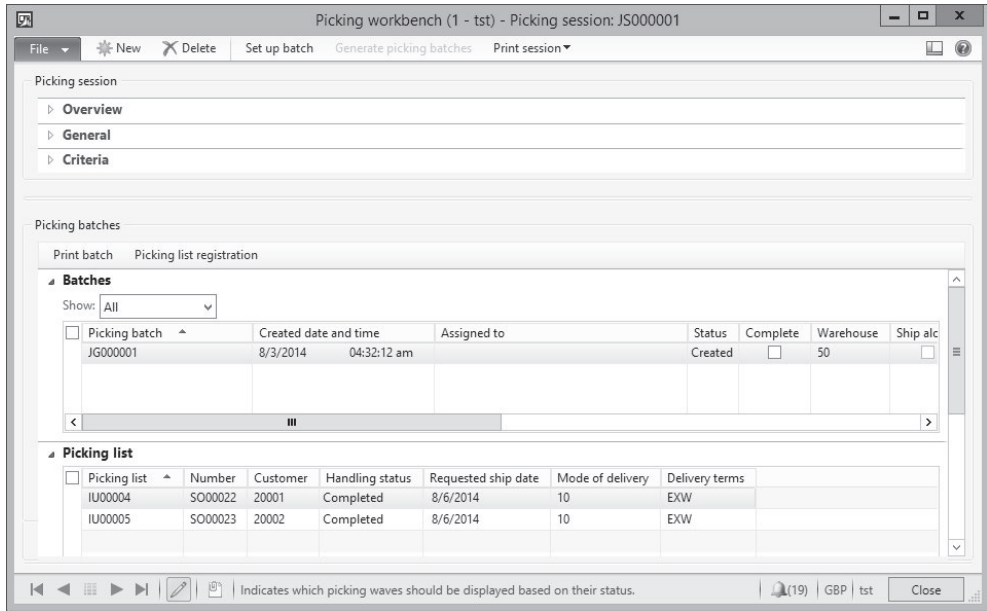 Picking workbench (1 - tst) - Picking session: JS000001
File New Delete Set up batch Generate picking batches Print session
Picking session
Overview
General
Criteria
Picking batches
Print batch Picking list registration
Batches
Show: All
Picking batch Created date and time Assigned to Status Complete Warehouse Ship alc
JG000001 8/3/2014 04:32:12 am Created 50
Picking list
Picking list Number Customer Handling status Requested ship date Mode of delivery Delivery terms
IU00004 SO00022 20001 Completed 8/6/2014 10 EXW
IU00005 SO00023 20002 Completed 8/6/2014 10 EXW
Indicates which picking waves should be displayed based on their status. (19) GBP tst Close